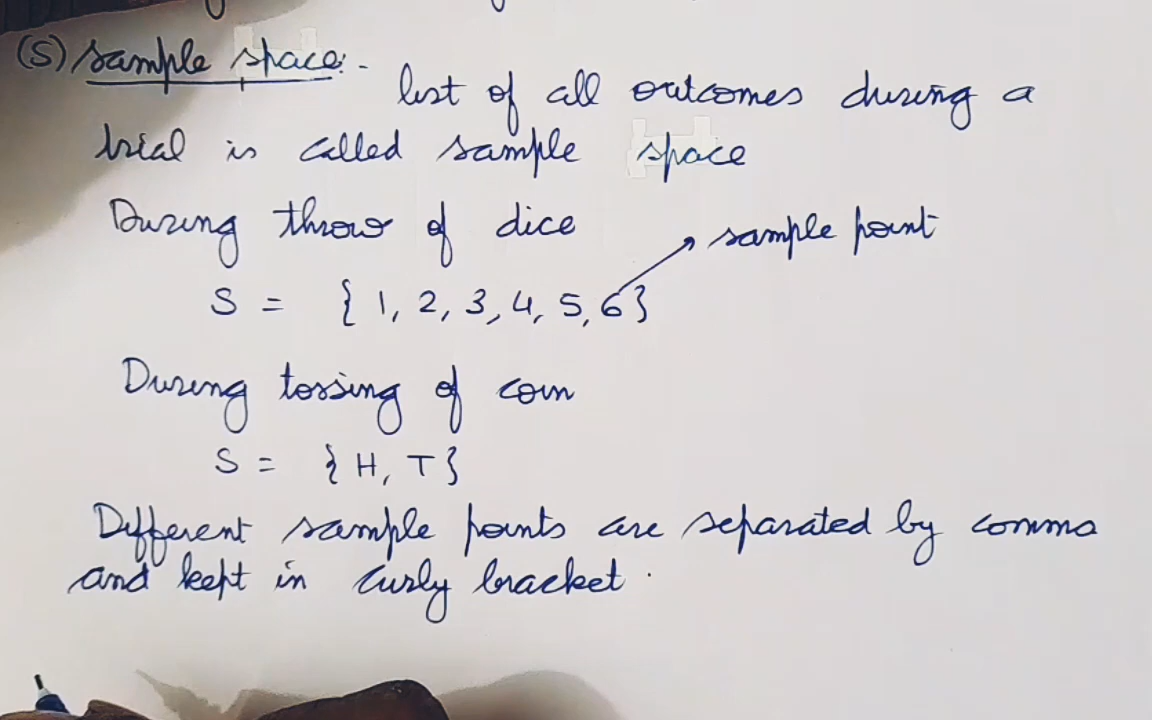 (S) Sample space: -
list of all outcomes during a
trial is called sample space
During throw of dice
sample point
S = { 1, 2, 3, 4, 5, 6 }
During tossing of coin
S = { H, T }
Different sample points are separated by comma
and kept in curly bracket.